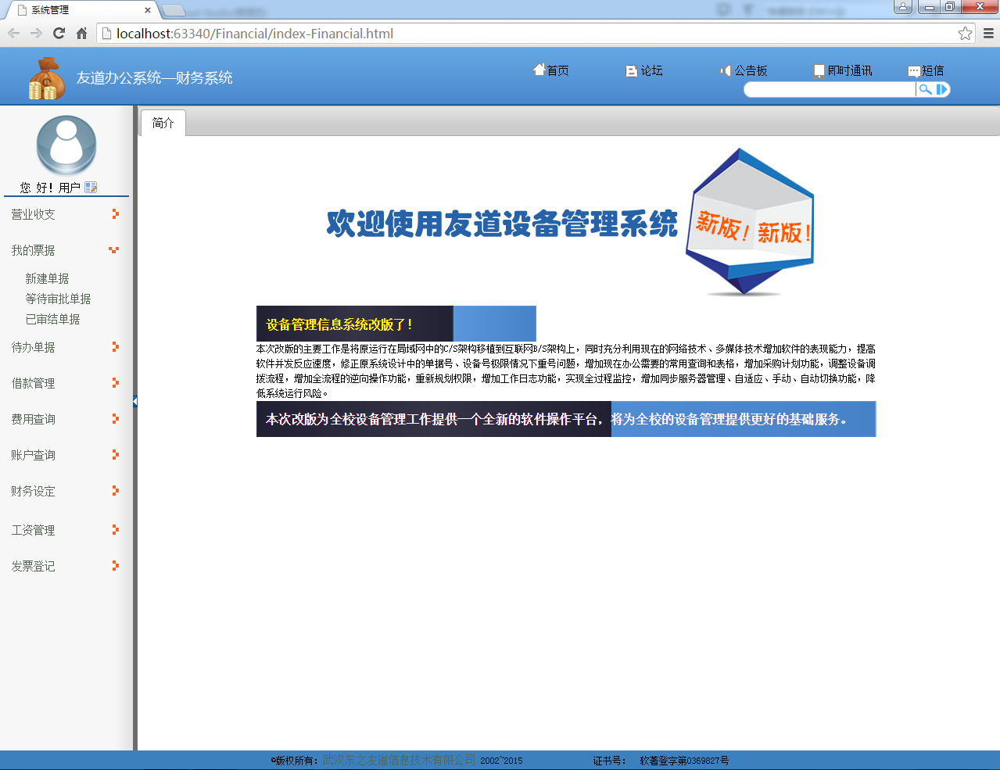 系统管理
localhost:63340/Financial/index-Financial.html
友道办公系统—财务系统
首页 论坛 公告板 即时通讯 短信
简介
您 好！用户
营业收支
我的票据
新建单据
等待审批单据
已审结单据
待办单据
借款管理
费用查询
账户查询
财务设定
工资管理
发票登记
欢迎使用友道设备管理系统
新版！新版！
设备管理信息系统改版了！
本次改版的主要工作是将原运行在局域网中的C/S架构移植到互联网B/S架构上，同时充分利用现在的网络技术、多媒体技术增加软件的表现能力，提高
软件并发反应速度，修正原系统设计中的单据号、设备号极限情况下重号问题，增加现在办公需要的常用查询和表格，增加采购计划功能，调整设备调
拨流程，增加全流程的逆向操作功能，重新规划权限，增加工作日志功能，实现全过程监控，增加同步服务器管理、自适应、手动、自动切换功能，降
低系统运行风险。
本次改版为全校设备管理工作提供一个全新的软件操作平台，将为全校的设备管理提供更好的基础服务。
©版权所有：武汉东之友道信息技术有限公司 2002~2015 证书号： 软著登字第0369827号